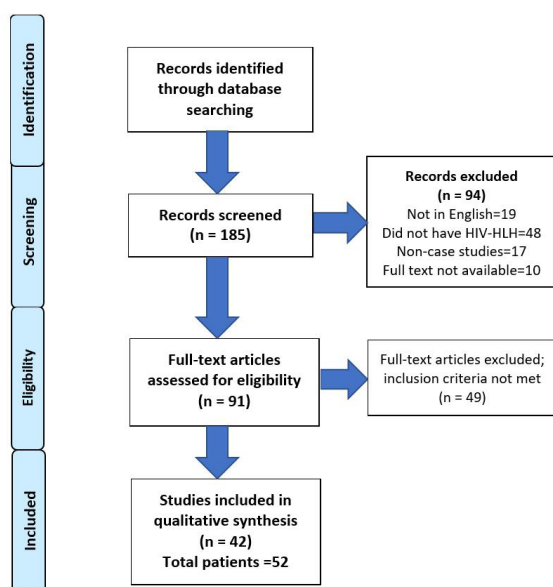 Identification
Records identified
through database
searching
Screening
Records screened
(n = 185)
Records excluded
(n = 94)
Not in English=19
Did not have HIV-HLH=48
Non-case studies=17
Full text not available=10
Eligibility
Full-text articles
assessed for eligibility
(n = 91)
Full-text articles excluded;
inclusion criteria not met
(n = 49)
Included
Studies included in
qualitative synthesis
(n = 42)
Total patients =52